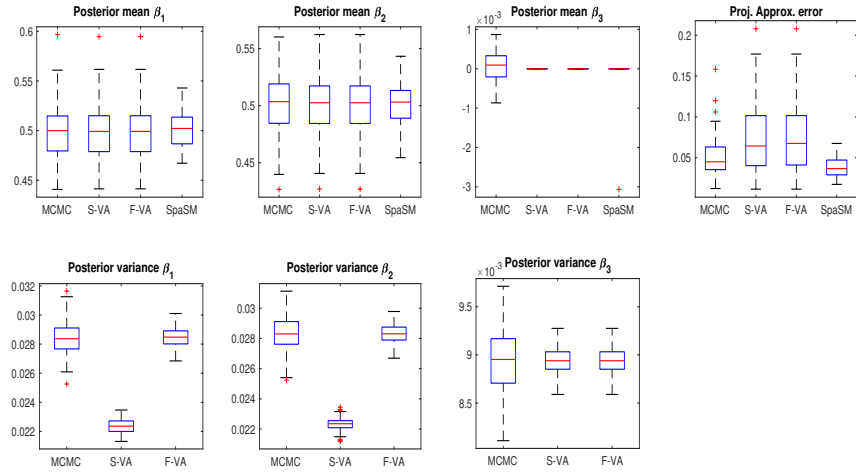 Posterior mean β1
0.6
0.55
0.5
0.45
MCMC S-VA F-VA SpaSM
Posterior mean β2
0.55
0.5
0.45
MCMC S-VA F-VA SpaSM
×10-3
Posterior mean β3
1
0
-1
-2
-3
MCMC S-VA F-VA SpaSM
Proj. Approx. error
0.2
0.15
0.1
0.05
MCMC S-VA F-VA SpaSM
Posterior variance β1
0.032
0.03
0.028
0.026
0.024
0.022
MCMC S-VA F-VA
Posterior variance β2
0.03
0.028
0.026
0.024
0.022
MCMC S-VA F-VA
×10-3
Posterior variance β3
9.5
9
8.5
MCMC S-VA F-VA